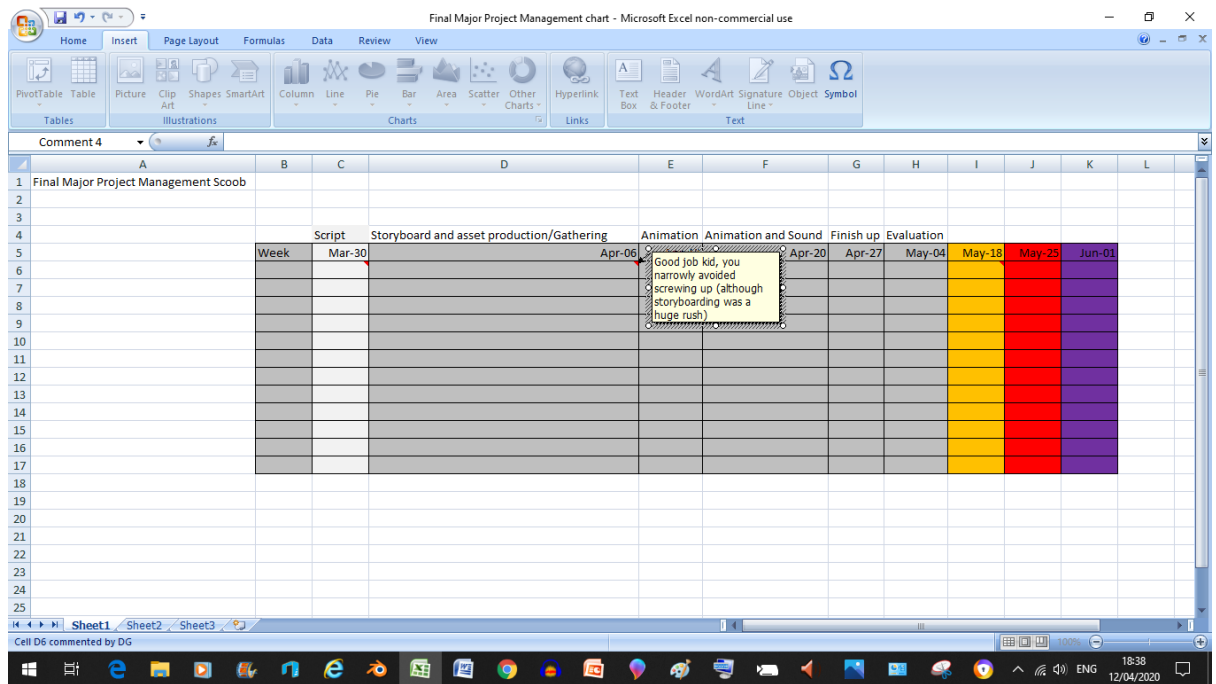 Final Major Project Management chart - Microsoft Excel non-commercial use
Home Insert Page Layout Formulas Data Review View
PivotTable Table Picture Clip Art Shapes SmartArt Column Line Pie Bar Area Scatter Other Charts Hyperlink Text Box Header & Footer WordArt Signature Line Object Symbol
Tables Illustrations Charts Links Text
Comment 4 fx
A B C D E F G H I J K L
1 Final Major Project Management Scoob
2
3
4 Script Storyboard and asset production/Gathering Animation Animation and Sound Finish up Evaluation
5 Week Mar-30 Apr-06 Apr-20 Apr-27 May-04 May-18 May-25 Jun-01
Good job kid, you
narrowly avoided
screwing up (although
storyboarding was a
huge rush)
6
7
8
9
10
11
12
13
14
15
16
17
18
19
20
21
22
23
24
25
Sheet1 Sheet2 Sheet3
Cell D6 commented by DG 100%
ENG 18:38
12/04/2020